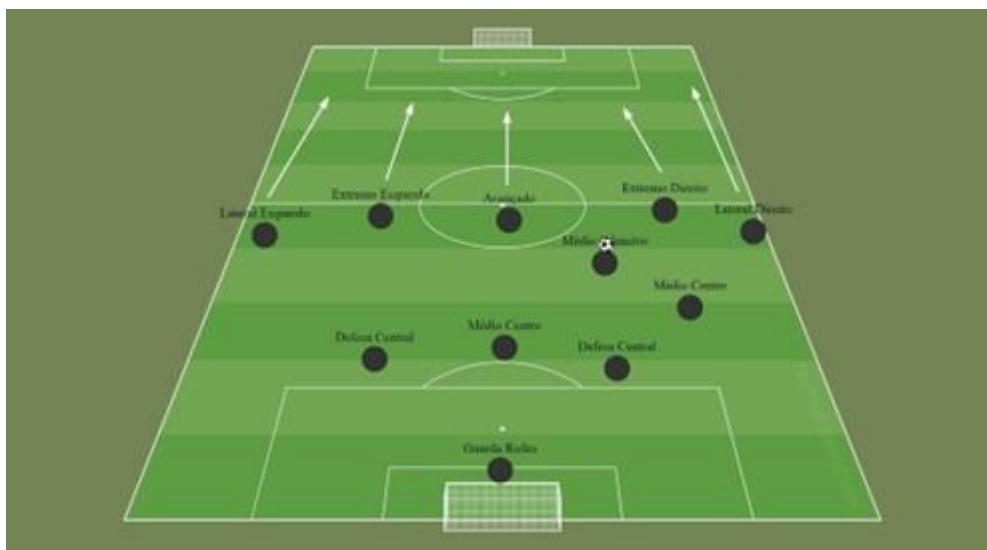 Extremo Direito
Extremo Esquerdo
Avançado
Lateral Direito
Lateral Esquerdo
Médio
Médio Centro
Médio Centro
Defesa Central
Defesa Central
Guarda Redes